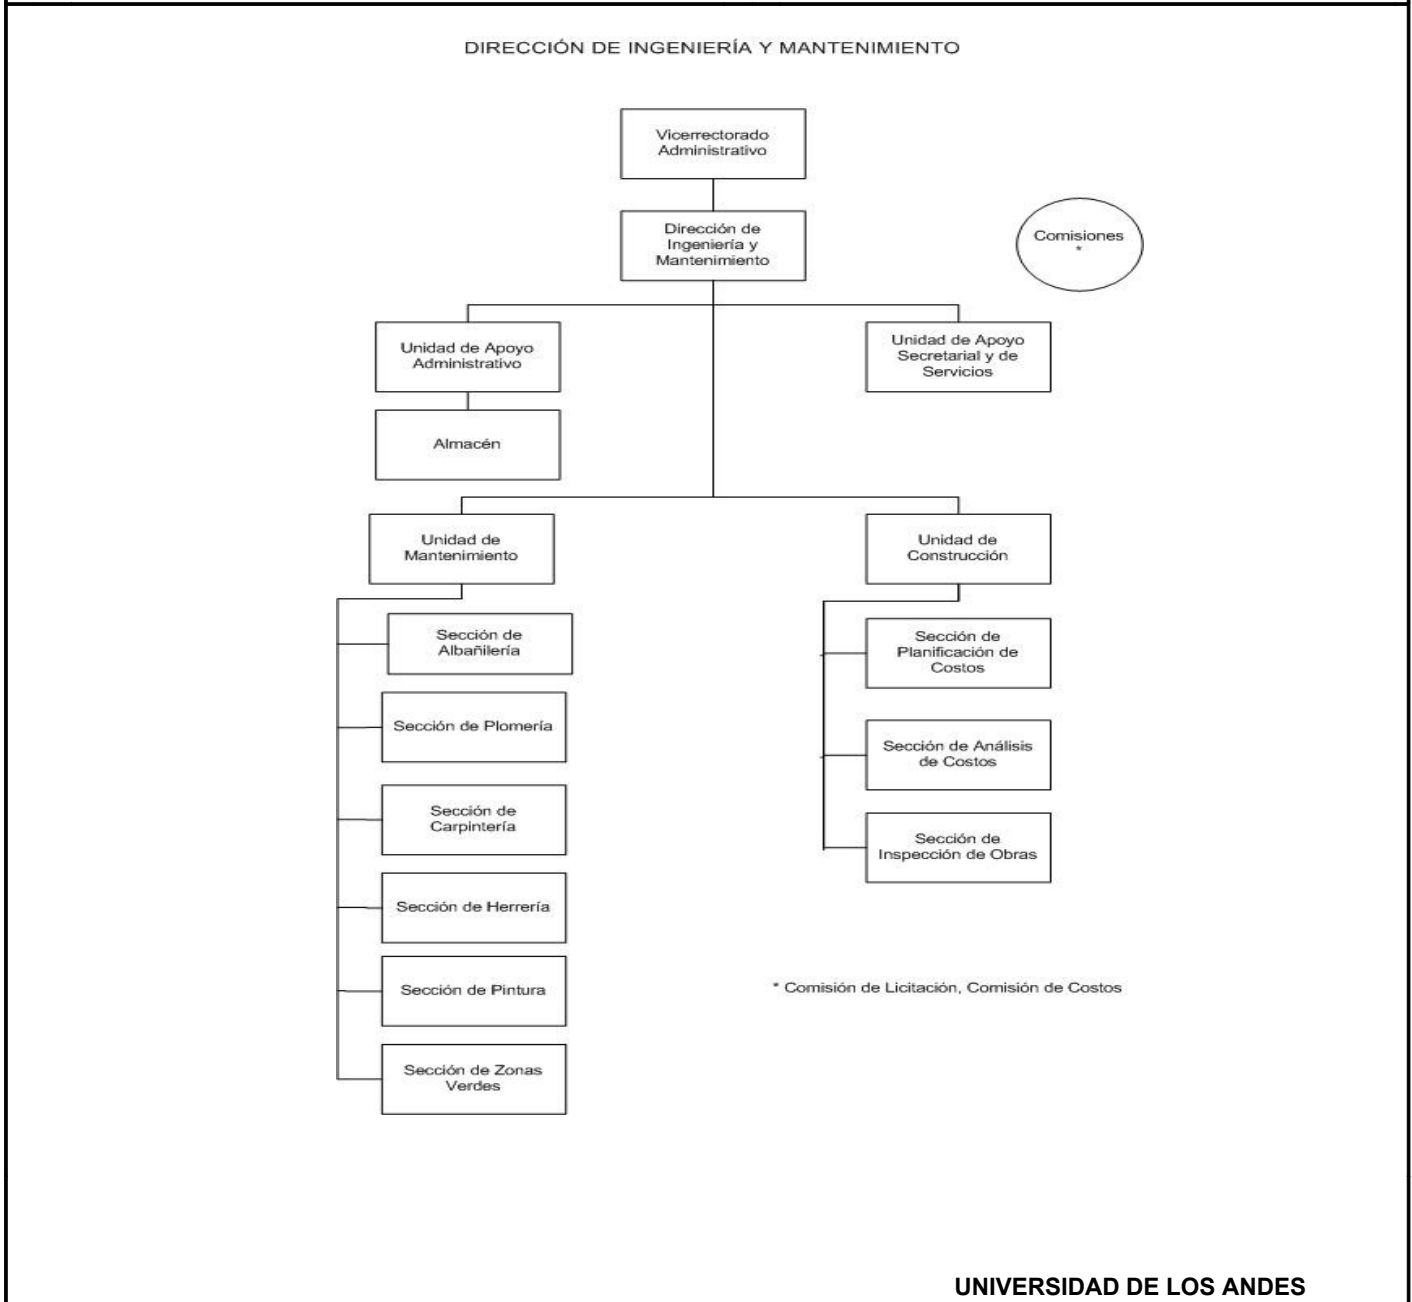 DIRECCIÓN DE INGENIERÍA Y MANTENIMIENTO
Vicerrectorado
Administrativo
Dirección de
Ingeniería y
Mantenimiento
Comisiones
*
Unidad de Apoyo
Administrativo
Unidad de Apoyo
Secretarial y de
Servicios
Almacén
Unidad de
Mantenimiento
Unidad de
Construcción
Sección de
Albañilería
Sección de Plomería
Sección de
Carpintería
Sección de Herrería
Sección de Pintura
Sección de Zonas
Verdes
Sección de
Planificación de
Costos
Sección de Análisis
de Costos
Sección de
Inspección de Obras
* Comisión de Licitación, Comisión de Costos
UNIVERSIDAD DE LOS ANDES